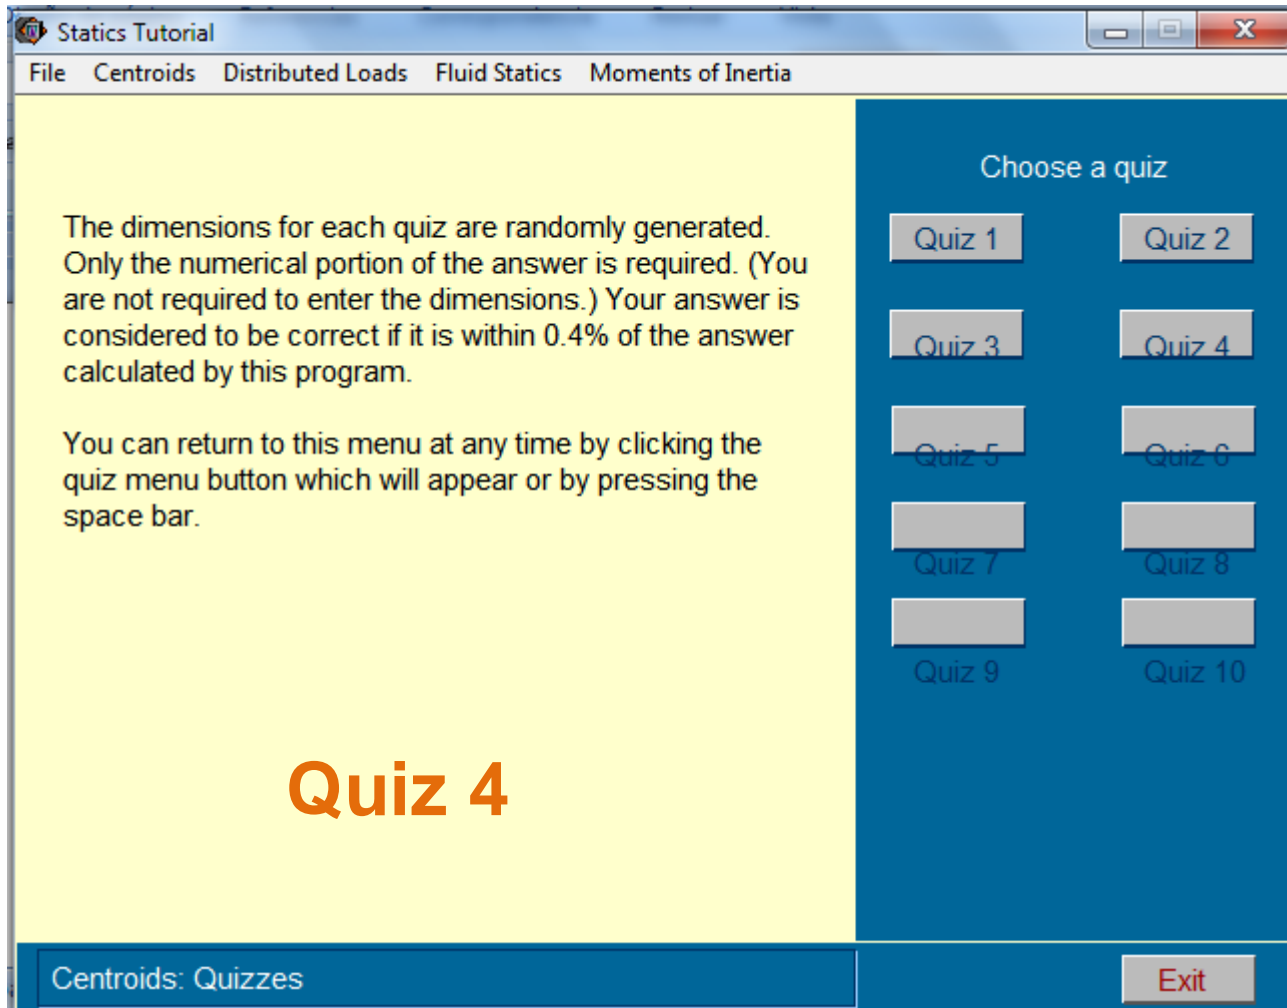 Statics Tutorial
File Centroids Distributed Loads Fluid Statics Moments of Inertia
Choose a quiz
The dimensions for each quiz are randomly generated.
Only the numerical portion of the answer is required. (You
are not required to enter the dimensions.) Your answer is
considered to be correct if it is within 0.4% of the answer
calculated by this program.
You can return to this menu at any time by clicking the
quiz menu button which will appear or by pressing the
space bar.
Quiz 1 Quiz 2
Quiz 3 Quiz 4
Quiz 5 Quiz 6
Quiz 7 Quiz 8
Quiz 9 Quiz 10
Quiz 4
Centroids: Quizzes
Exit